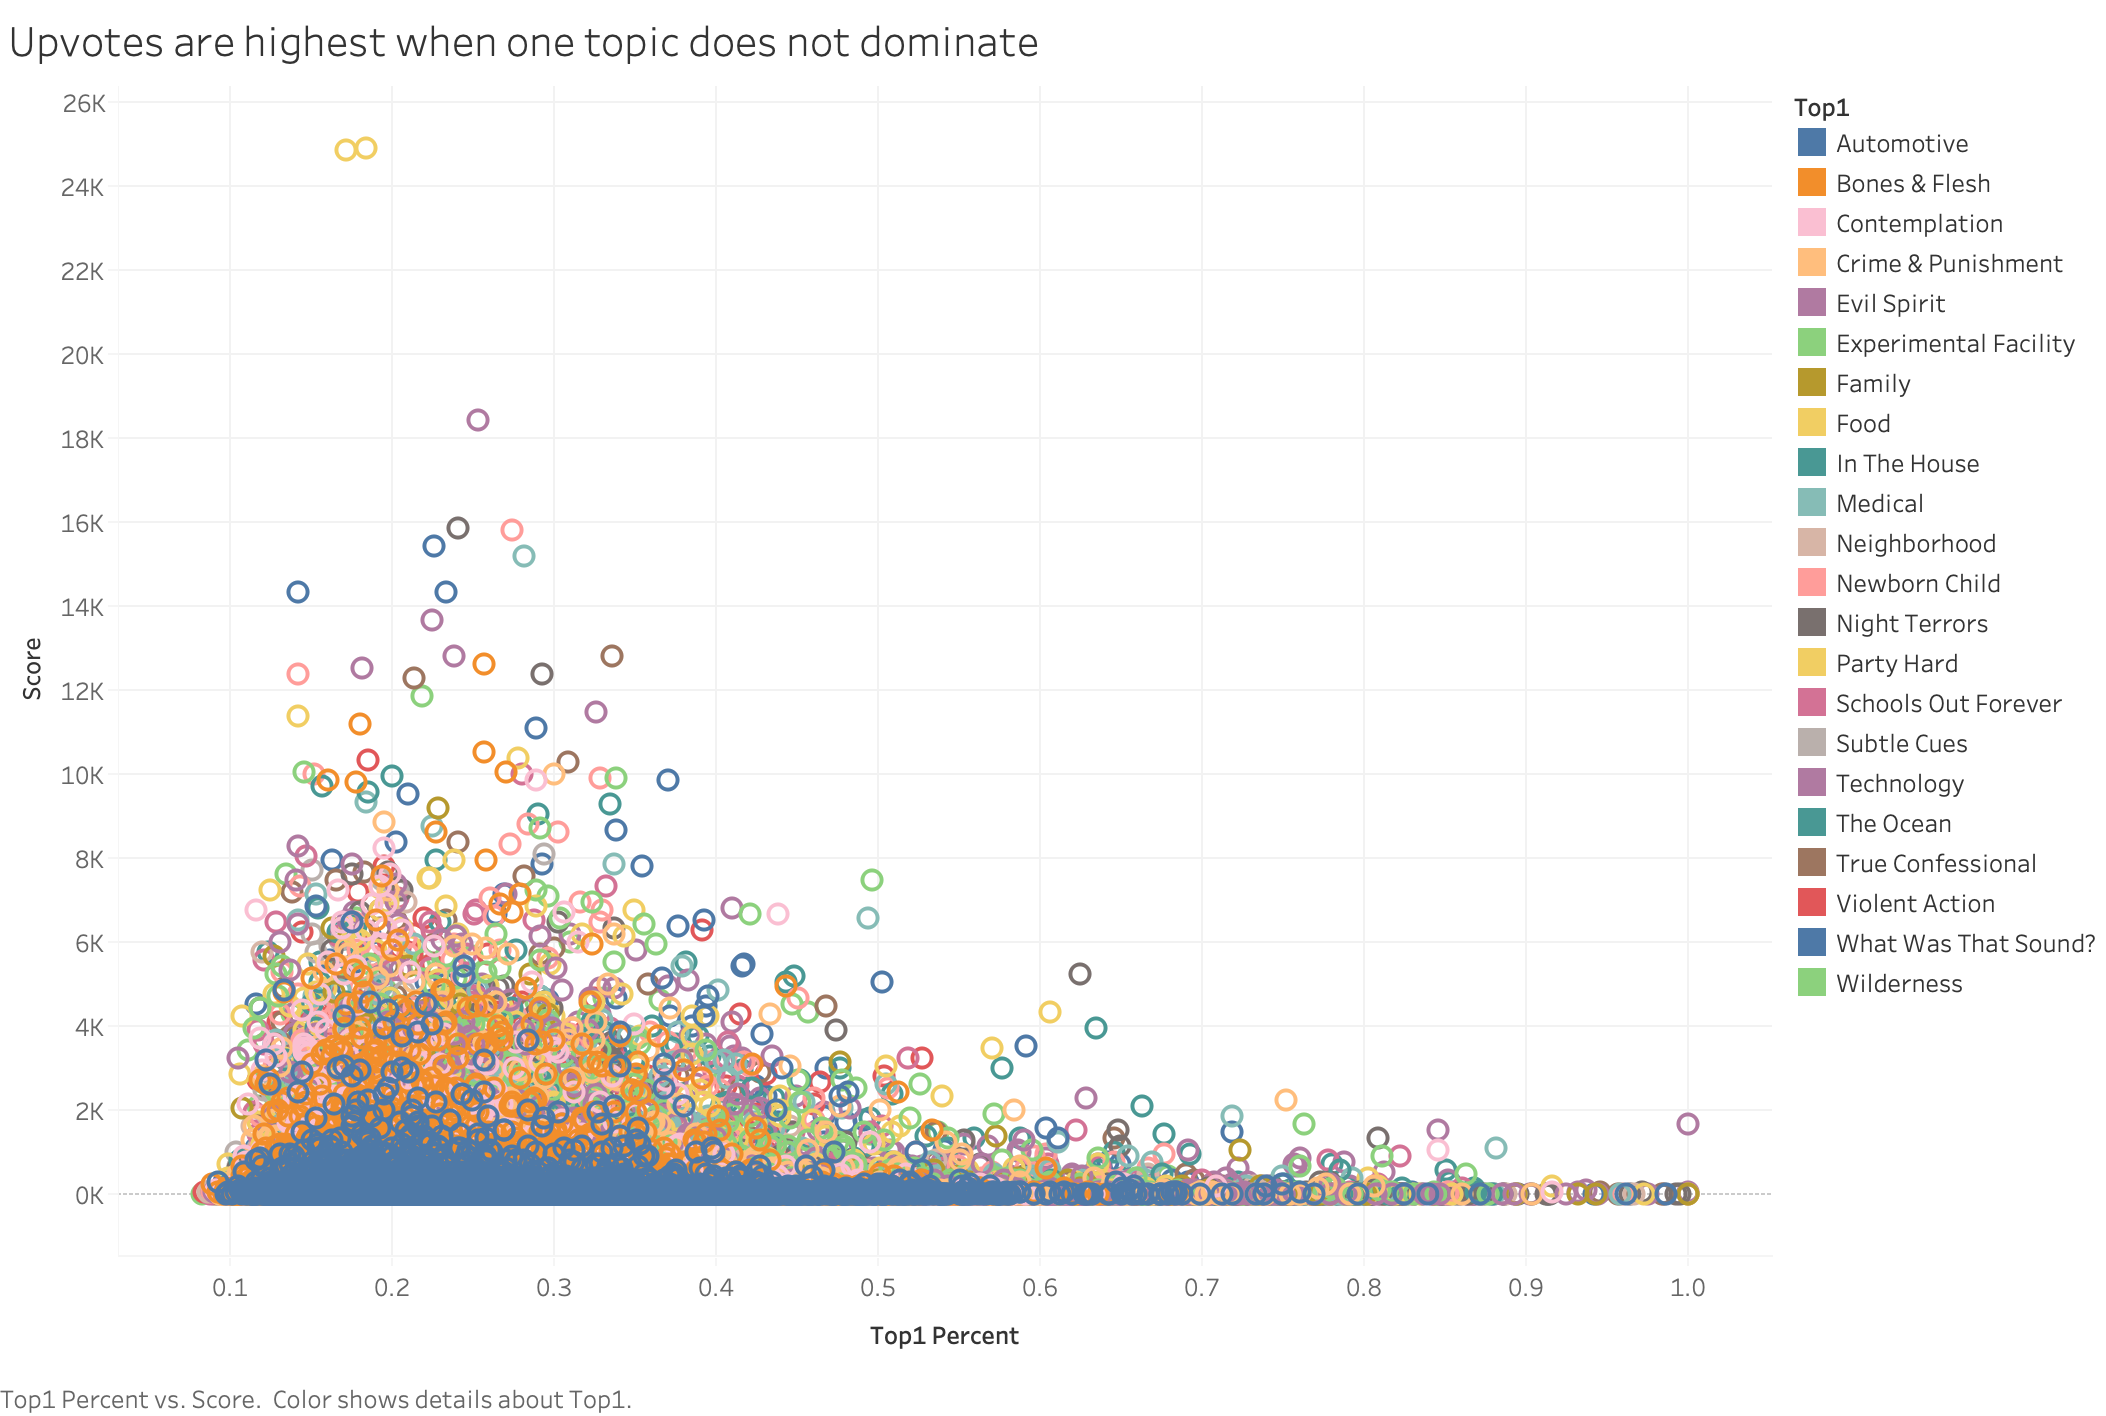 Upvotes are highest when one topic does not dominate
26K
24K
22K
20K
18K
16K
14K
12K
10K
8K
6K
4K
2K
0K
Score
0.1 0.2 0.3 0.4 0.5 0.6 0.7 0.8 0.9 1.0
Top1 Percent
Top1
Automotive
Bones & Flesh
Contemplation
Crime & Punishment
Evil Spirit
Experimental Facility
Family
Food
In The House
Medical
Neighborhood
Newborn Child
Night Terrors
Party Hard
Schools Out Forever
Subtle Cues
Technology
The Ocean
True Confessional
Violent Action
What Was That Sound?
Wilderness
Top1 Percent vs. Score.  Color shows details about Top1.